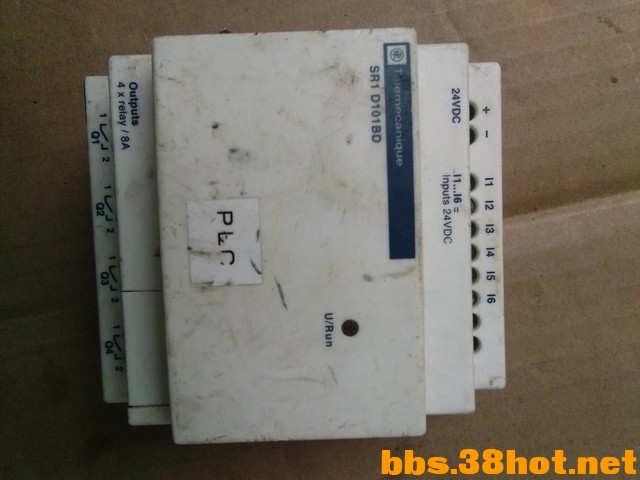 Telemecanique
SR1 D101BD
24VDC
+
-
I1...I6 =
Inputs 24VDC
I1
I2
I3
I4
I5
I6
PLC
U/Run
Outputs
4 x relay / 8A
1 2
Q1
1 2
Q2
1 2
Q3
1 2
Q4
bbs.38hot.net